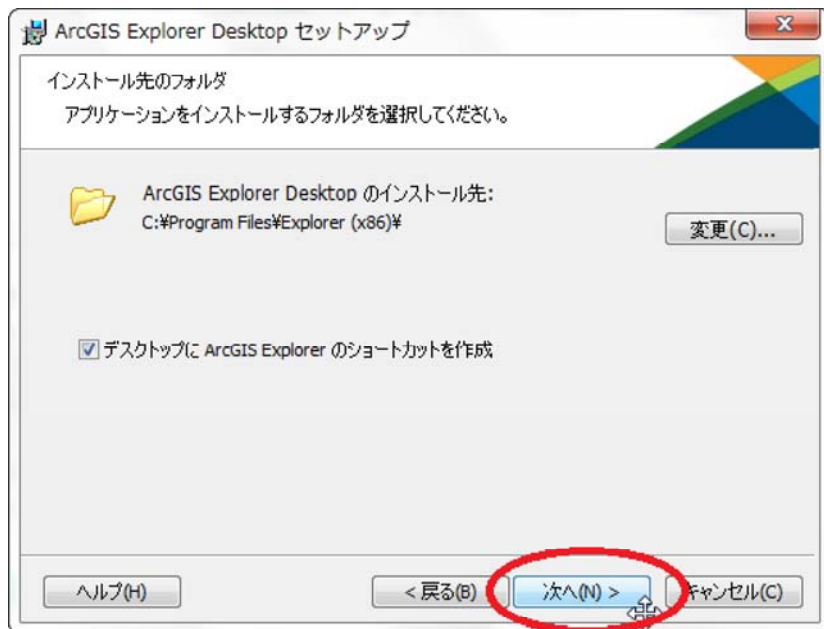 ArcGIS Explorer Desktop セットアップ
インストール先のフォルダ
アプリケーションをインストールするフォルダを選択してください。
ArcGIS Explorer Desktop のインストール先:
C:¥Program Files¥Explorer (x86)¥
変更(C)...
デスクトップに ArcGIS Explorer のショートカットを作成
ヘルプ(H) < 戻る(B) 次へ(N) > キャンセル(C)